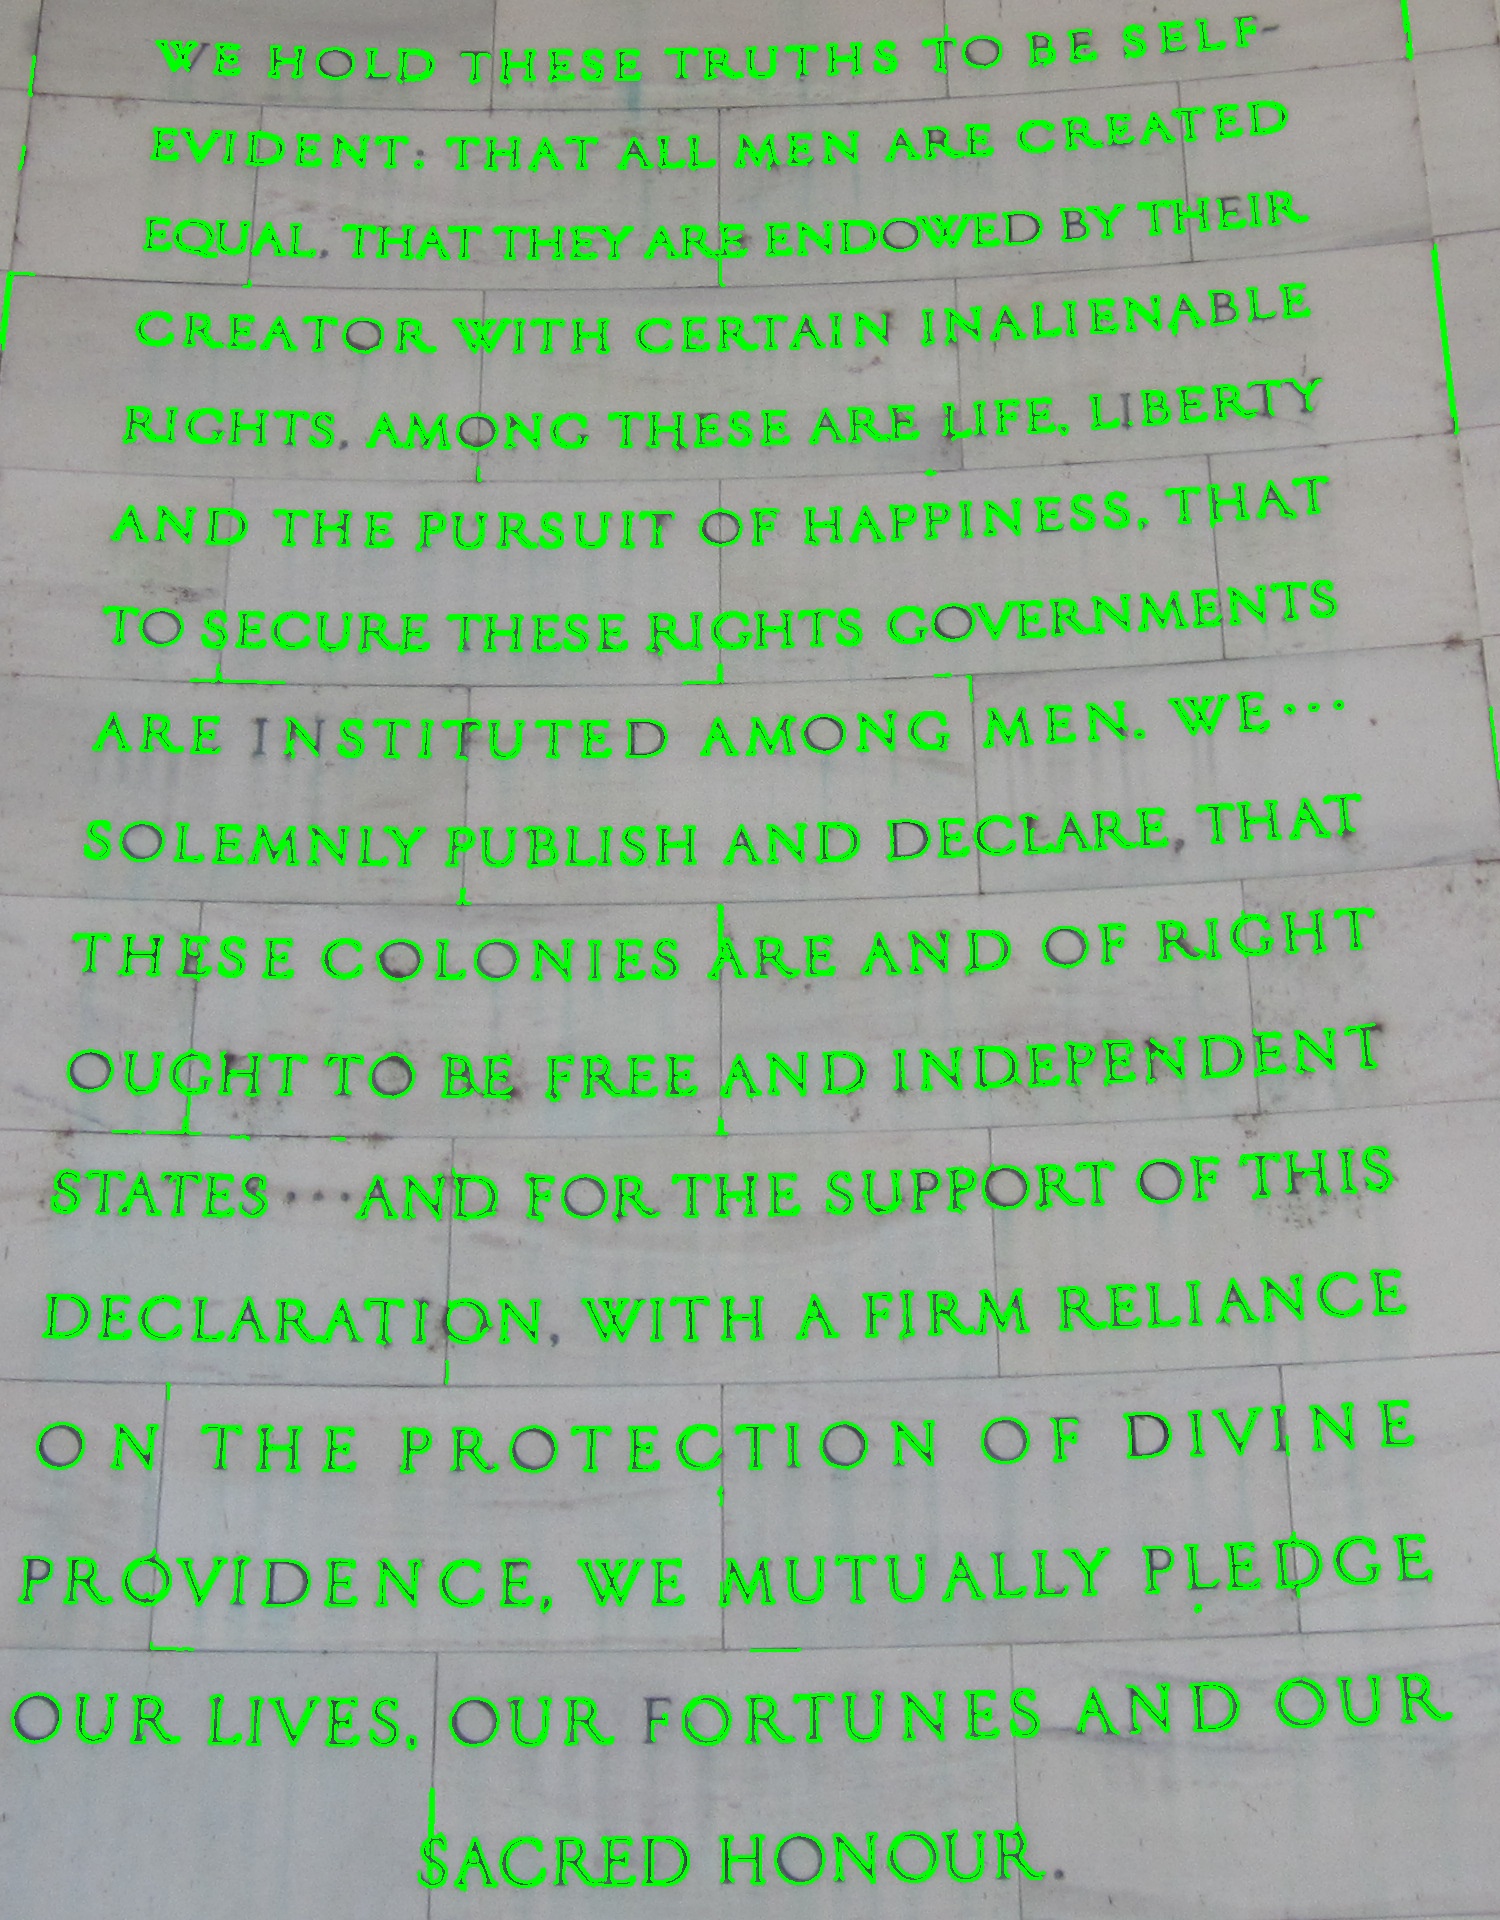 WE HOLD THESE TRUTHS TO BE SELF-
EVIDENT: THAT ALL MEN ARE CREATED
EQUAL, THAT THEY ARE ENDOWED BY THEIR
CREATOR WITH CERTAIN INALIENABLE
RIGHTS, AMONG THESE ARE LIFE, LIBERTY
AND THE PURSUIT OF HAPPINESS, THAT
TO SECURE THESE RIGHTS GOVERNMENTS
ARE INSTITUTED AMONG MEN. WE···
SOLEMNLY PUBLISH AND DECLARE, THAT
THESE COLONIES ARE AND OF RIGHT
OUGHT TO BE FREE AND INDEPENDENT
STATES···AND FOR THE SUPPORT OF THIS
DECLARATION, WITH A FIRM RELIANCE
ON THE PROTECTION OF DIVINE
PROVIDENCE, WE MUTUALLY PLEDGE
OUR LIVES, OUR FORTUNES AND OUR
SACRED HONOUR.